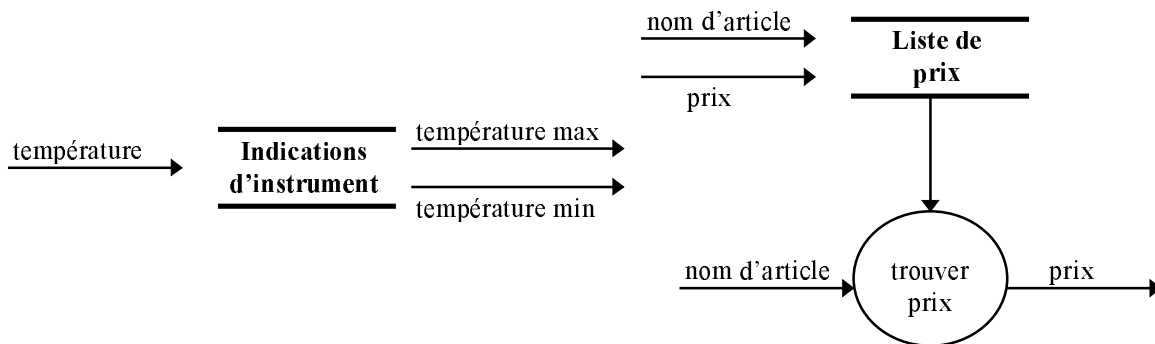 température
Indications
d’instrument
température max
température min
nom d’article
prix
Liste de
prix
nom d’article
trouver
prix
prix